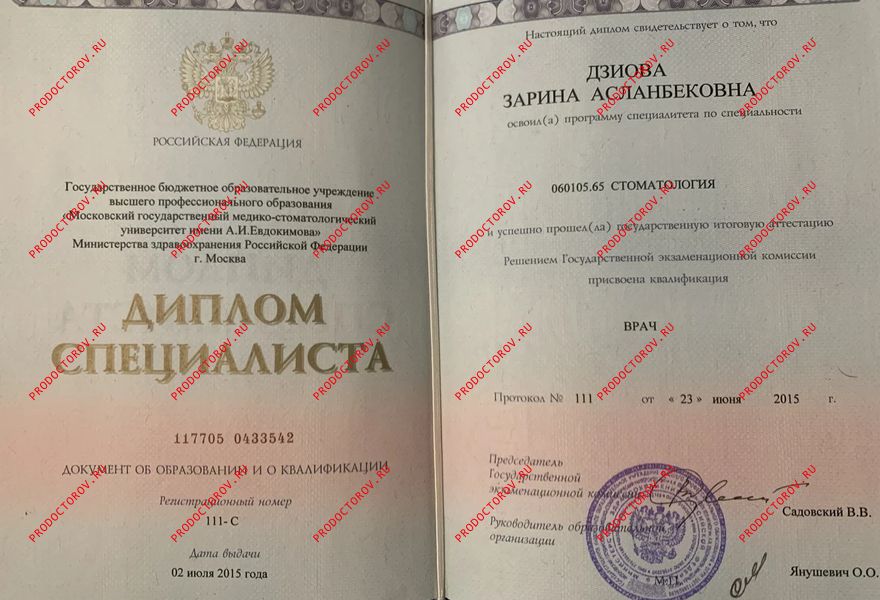 РОССИЙСКАЯ ФЕДЕРАЦИЯ
Государственное бюджетное образовательное учреждение
высшего профессионального образования
«Московский государственный медико-стоматологический
университет имени А.И.Евдокимова»
Министерства здравоохранения Российской Федерации
г. Москва
ДИПЛОМ
СПЕЦИАЛИСТА
117705 0433542
ДОКУМЕНТ ОБ ОБРАЗОВАНИИ И О КВАЛИФИКАЦИИ
Регистрационный номер
111- С
Дата выдачи
02 июля 2015 года
Настоящий диплом свидетельствует о том, что
ДЗИОВА
ЗАРИНА АСЛАНБЕКОВНА
освоил(а) программу специалитета по специальности
060105.65 СТОМАТОЛОГИЯ
и успешно прошел(ла) государственную итоговую аттестацию
Решением Государственной экзаменационной комиссии
присвоена квалификация
ВРАЧ
Протокол № 111 от « 23 » июня 2015 г.
Председатель
Государственной
экзаменационной комиссии
Садовский В.В.
Руководитель образовательной
организации
М.П.
Янушевич О.О.
PRODOCTOROV.RU